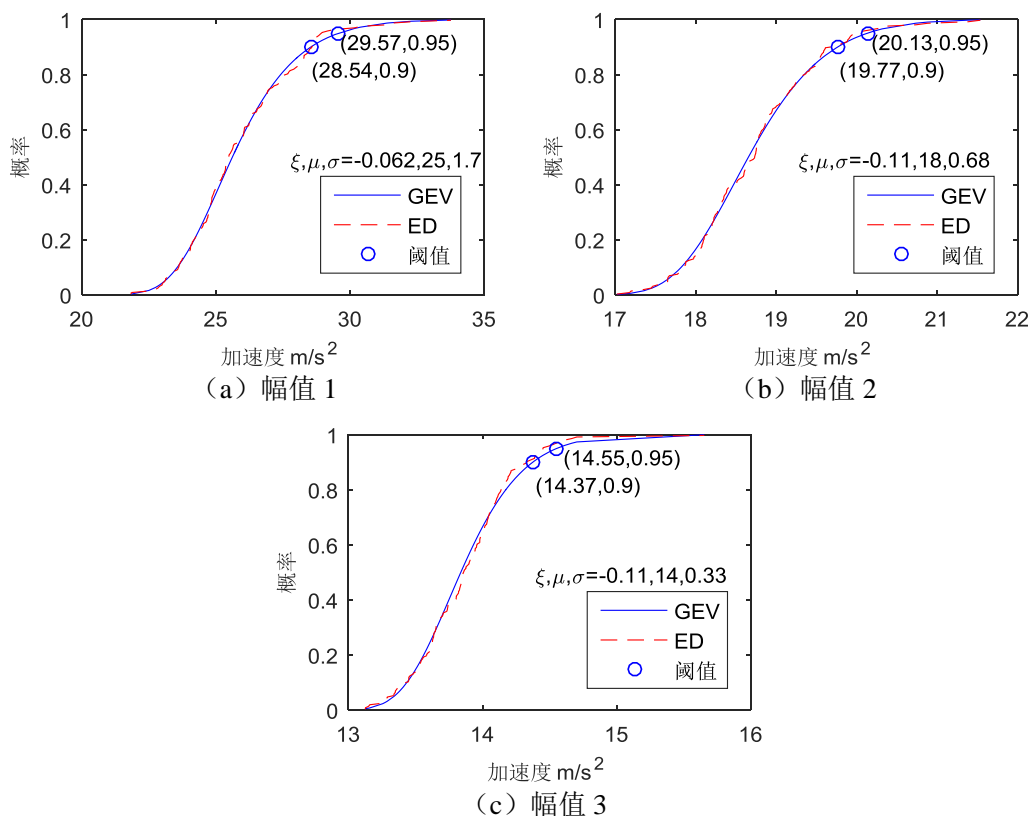 1
0.8
0.6
0.4
0.2
0
概率
(29.57,0.95)
(28.54,0.9)
ξ,μ,σ=-0.062,25,1.7
GEV
ED
阈值
20 25 30 35
加速度 m/s²
（a）幅值 1
1
0.8
0.6
0.4
0.2
0
概率
(20.13,0.95)
(19.77,0.9)
ξ,μ,σ=-0.11,18,0.68
GEV
ED
阈值
17 18 19 20 21 22
加速度 m/s²
（b）幅值 2
1
0.8
0.6
0.4
0.2
0
概率
(14.55,0.95)
(14.37,0.9)
ξ,μ,σ=-0.11,14,0.33
GEV
ED
阈值
13 14 15 16
加速度 m/s²
（c）幅值 3